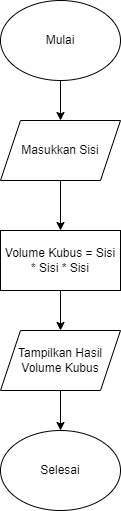 Mulai
Masukkan Sisi
Volume Kubus = Sisi
* Sisi * Sisi
Tampilkan Hasil
Volume Kubus
Selesai